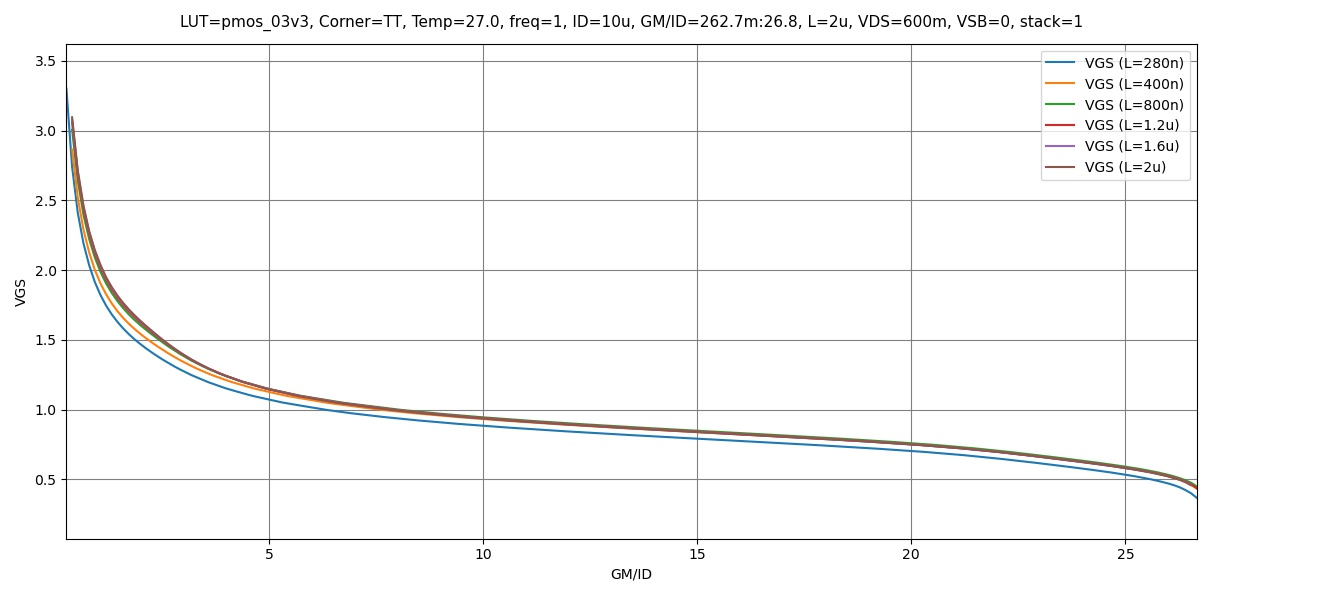 LUT=pmos_03v3, Corner=TT, Temp=27.0, freq=1, ID=10u, GM/ID=262.7m:26.8, L=2u, VDS=600m, VSB=0, stack=1
VGS (L=280n)
VGS (L=400n)
VGS (L=800n)
VGS (L=1.2u)
VGS (L=1.6u)
VGS (L=2u)
3.5
3.0
2.5
2.0
1.5
1.0
0.5
VGS
5 10 15 20 25
GM/ID